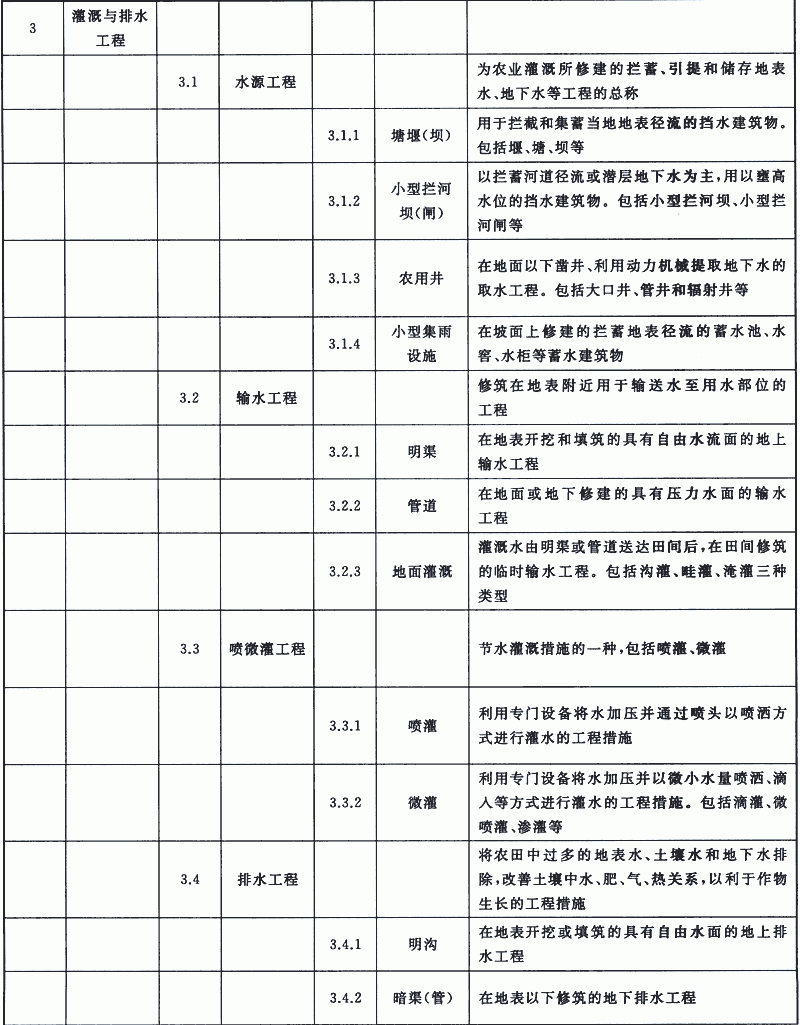 3
灌溉与排水
工程
3.1
水源工程
为农业灌溉所修建的拦蓄、引提和储存地表
水、地下水等工程的总称
3.1.1
塘堰(坝)
用于拦截和集蓄当地地表径流的挡水建筑物。
包括堰、塘、坝等
3.1.2
小型拦河
坝(闸)
以拦蓄河道径流或潜层地下水为主,用以壅高
水位的挡水建筑物。包括小型拦河坝、小型拦
河闸等
3.1.3
农用井
在地面以下凿井、利用动力机械提取地下水的
取水工程。包括大口井、管井和辐射井等
3.1.4
小型集雨
设施
在坡面上修建的拦蓄地表径流的蓄水池、水
窖、水柜等蓄水建筑物
3.2
输水工程
修筑在地表附近用于输送水至用水部位的
工程
3.2.1
明渠
在地表开挖和填筑的具有自由水流面的地上
输水工程
3.2.2
管道
在地面或地下修建的具有压力水面的输水
工程
3.2.3
地面灌溉
灌溉水由明渠或管道送达田间后,在田间修筑
的临时输水工程。包括沟灌、畦灌、淹灌三种
类型
3.3
喷微灌工程
节水灌溉措施的一种,包括喷灌、微灌
3.3.1
喷灌
利用专门设备将水加压并通过喷头以喷洒方
式进行灌水的工程措施
3.3.2
微灌
利用专门设备将水加压并以微小水量喷洒、滴
入等方式进行灌水的工程措施。包括滴灌、微
喷灌、渗灌等
3.4
排水工程
将农田中过多的地表水、土壤水和地下水排
除,改善土壤中水、肥、气、热关系,以利于作物
生长的工程措施
3.4.1
明沟
在地表开挖或填筑的具有自由水面的地上排
水工程
3.4.2
暗渠(管)
在地表以下修筑的地下排水工程